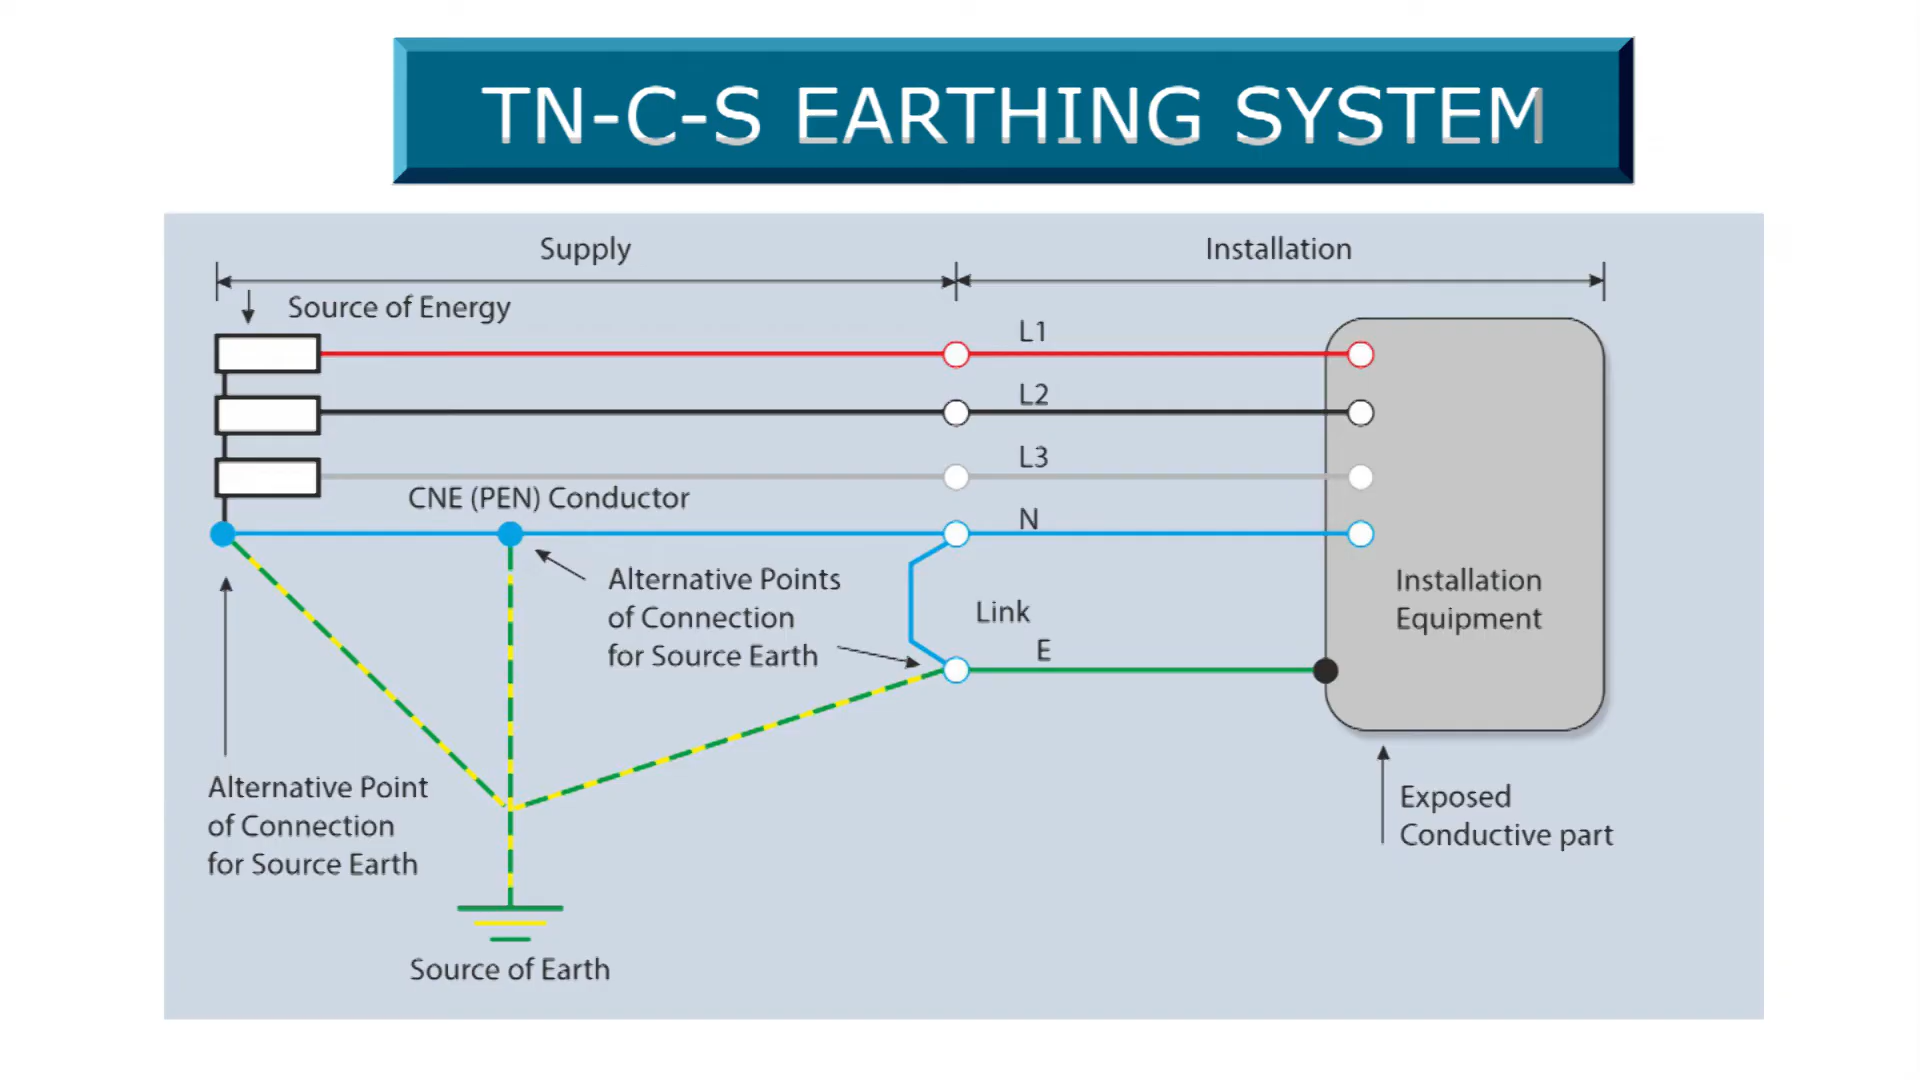 TN-C-S EARTHING SYSTEM
Supply
Installation
Source of Energy
L1
L2
L3
CNE (PEN) Conductor
N
Alternative Points
of Connection
for Source Earth
Link
E
Installation
Equipment
Alternative Point
of Connection
for Source Earth
Exposed
Conductive part
Source of Earth